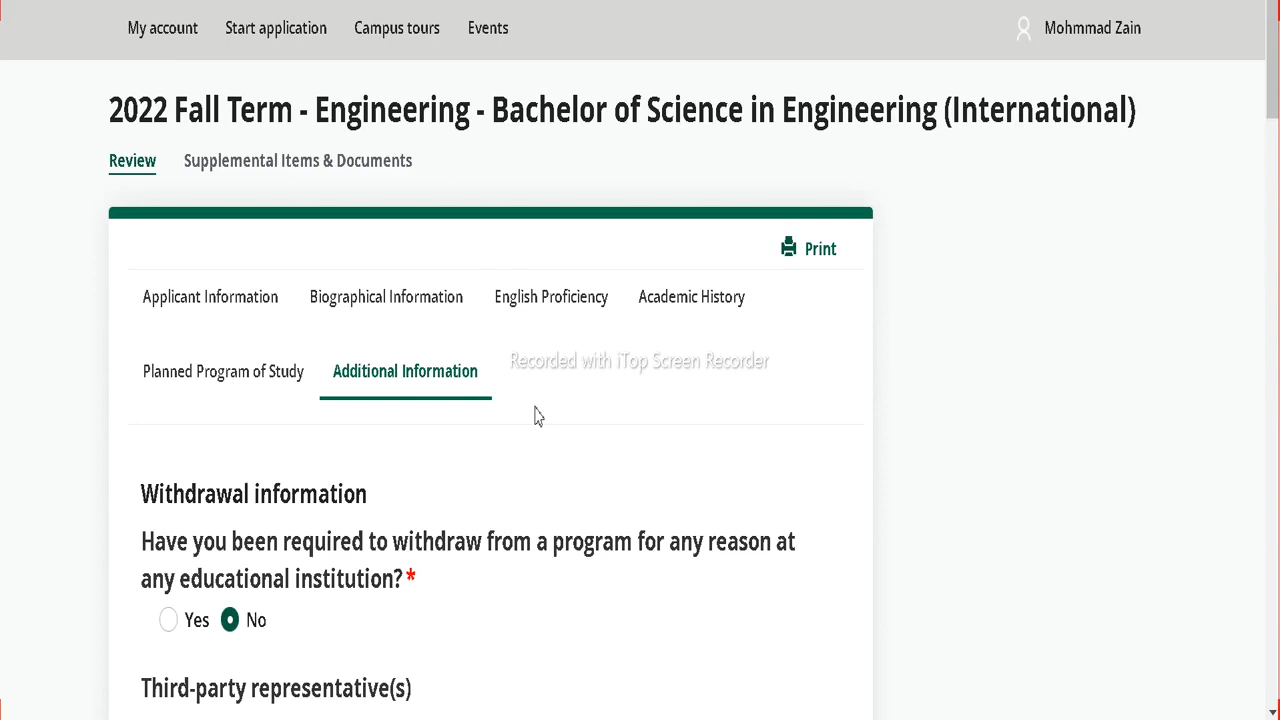 My account Start application Campus tours Events Mohmmad Zain
2022 Fall Term - Engineering - Bachelor of Science in Engineering (International)
Review Supplemental Items & Documents
Print
Applicant Information Biographical Information English Proficiency Academic History
Recorded with iTop Screen Recorder
Planned Program of Study Additional Information
Withdrawal information
Have you been required to withdraw from a program for any reason at
any educational institution? *
Yes No
Third-party representative(s)